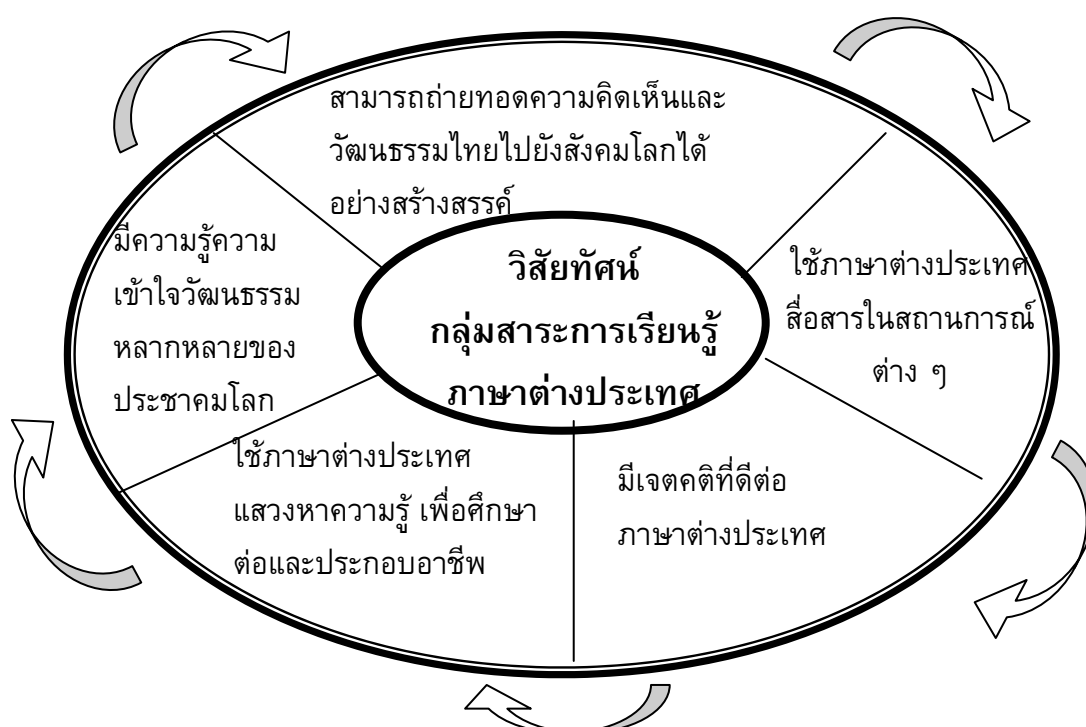 สามารถถ่ายทอดความคิดเห็นและ
วัฒนธรรมไทยไปยังสังคมโลกได้
อย่างสร้างสรรค์
มีความรู้ความ
เข้าใจวัฒนธรรม
หลากหลายของ
ประชาคมโลก
วิสัยทัศน์
กลุ่มสาระการเรียนรู้
ภาษาต่างประเทศ
ใช้ภาษาต่างประเทศ
สื่อสารในสถานการณ์
ต่าง ๆ
ใช้ภาษาต่างประเทศ
แสวงหาความรู้ เพื่อศึกษา
ต่อและประกอบอาชีพ
มีเจตคติที่ดีต่อ
ภาษาต่างประเทศ